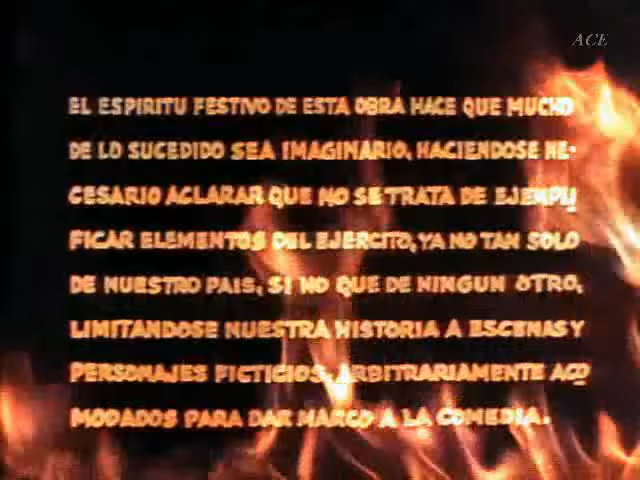 ACE
EL ESPIRITU FESTIVO DE ESTA OBRA HACE QUE MUCHO
DE LO SUCEDIDO SEA IMAGINARIO, HACIENDOSE NE-
CESARIO ACLARAR QUE NO SE TRATA DE EJEMPLI
FICAR ELEMENTOS DEL EJERCITO, YA NO TAN SOLO
DE NUESTRO PAIS, SI NO QUE DE NINGUN OTRO,
LIMITANDOSE NUESTRA HISTORIA A ESCENAS Y
PERSONAJES FICTICIOS, ARBITRARIAMENTE ACO
MODADOS PARA DAR MARCO A LA COMEDIA.